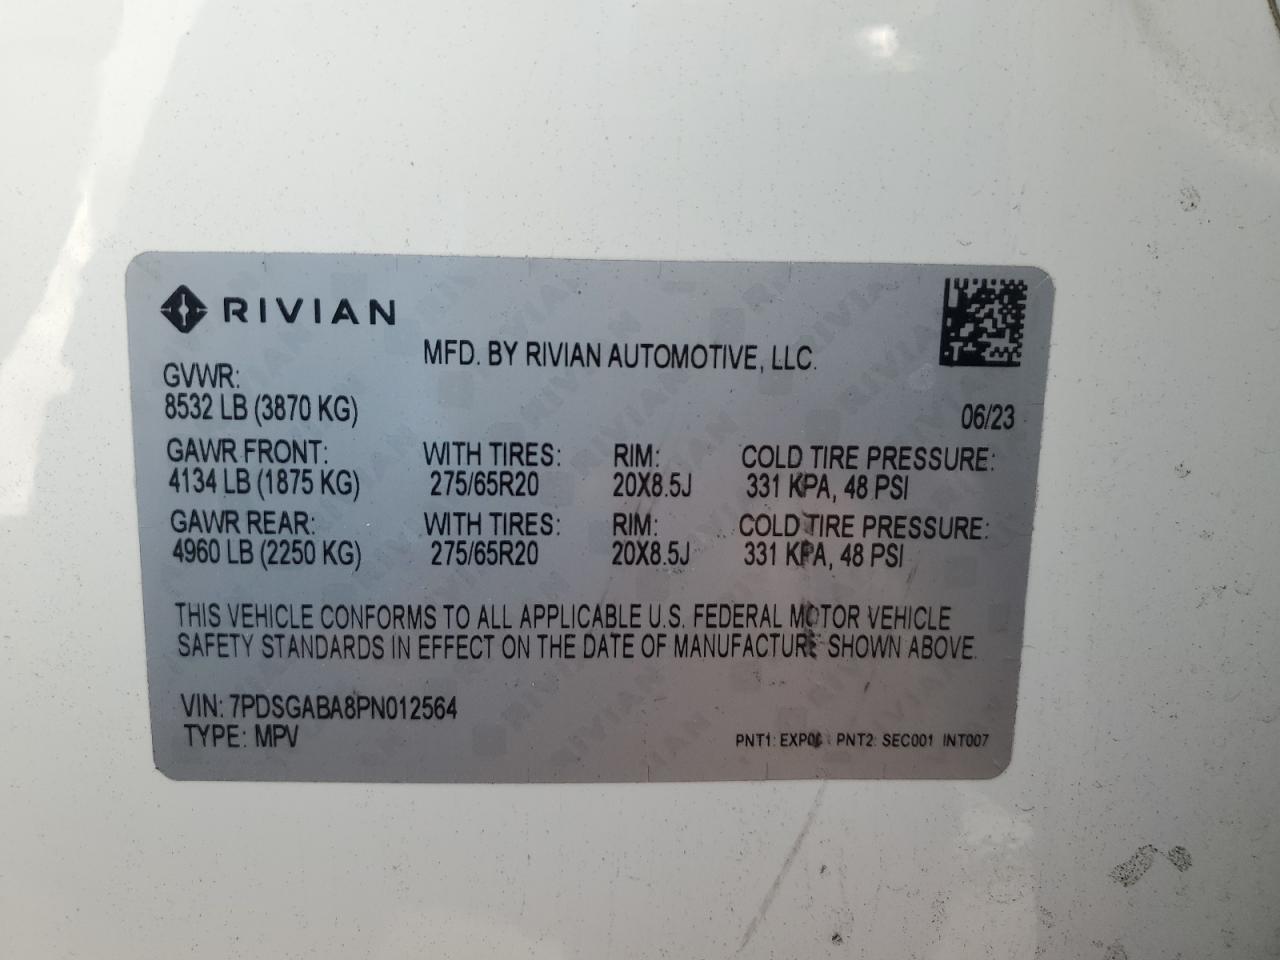 RIVIAN
MFD. BY RIVIAN AUTOMOTIVE, LLC.
GVWR:
8532 LB (3870 KG)
06/23
GAWR FRONT: WITH TIRES: RIM: COLD TIRE PRESSURE:
4134 LB (1875 KG) 275/65R20 20X8.5J 331 KPA, 48 PSI
GAWR REAR: WITH TIRES: RIM: COLD TIRE PRESSURE:
4960 LB (2250 KG) 275/65R20 20X8.5J 331 KPA, 48 PSI
THIS VEHICLE CONFORMS TO ALL APPLICABLE U.S. FEDERAL MOTOR VEHICLE
SAFETY STANDARDS IN EFFECT ON THE DATE OF MANUFACTURE SHOWN ABOVE.
VIN: 7PDSGABA8PN012564
TYPE: MPV
PNT1: PNT2: SEC001 INT007